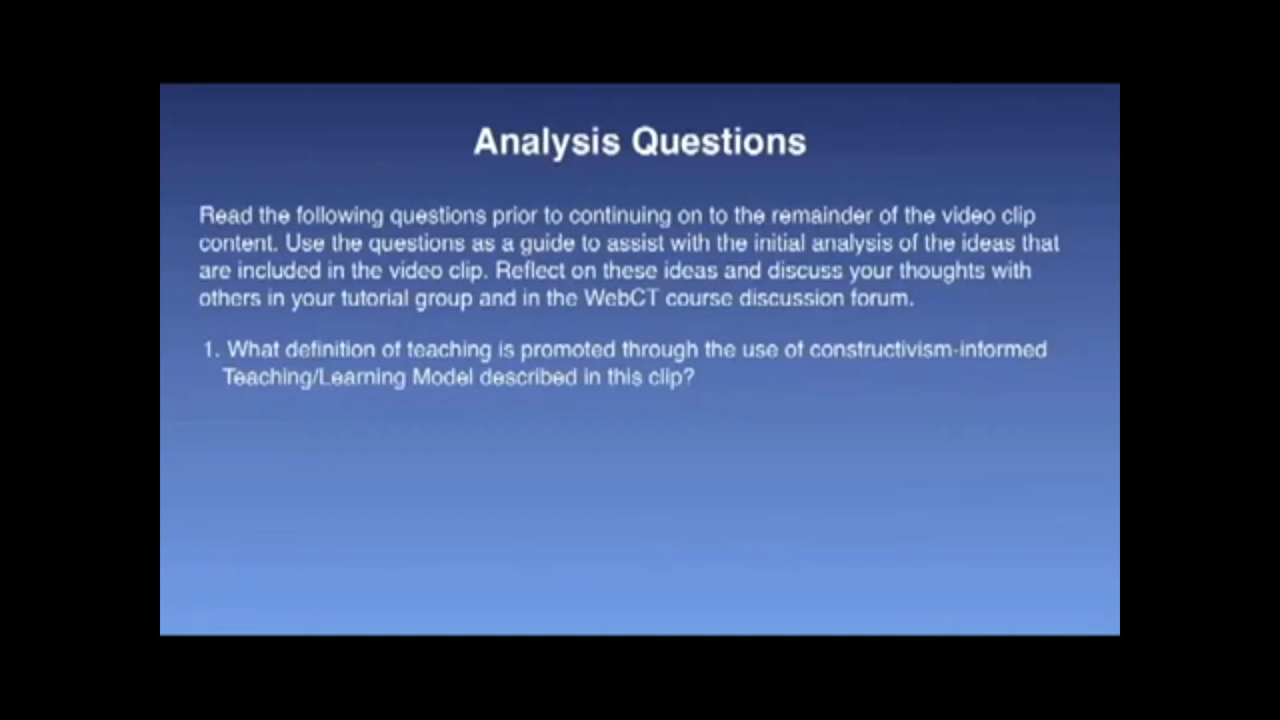 Analysis Questions
Read the following questions prior to continuing on to the remainder of the video clip
content. Use the questions as a guide to assist with the initial analysis of the ideas that
are included in the video clip. Reflect on these ideas and discuss your thoughts with
others in your tutorial group and in the WebCT course discussion forum.
1. What definition of teaching is promoted through the use of constructivism-informed
Teaching/Learning Model described in this clip?